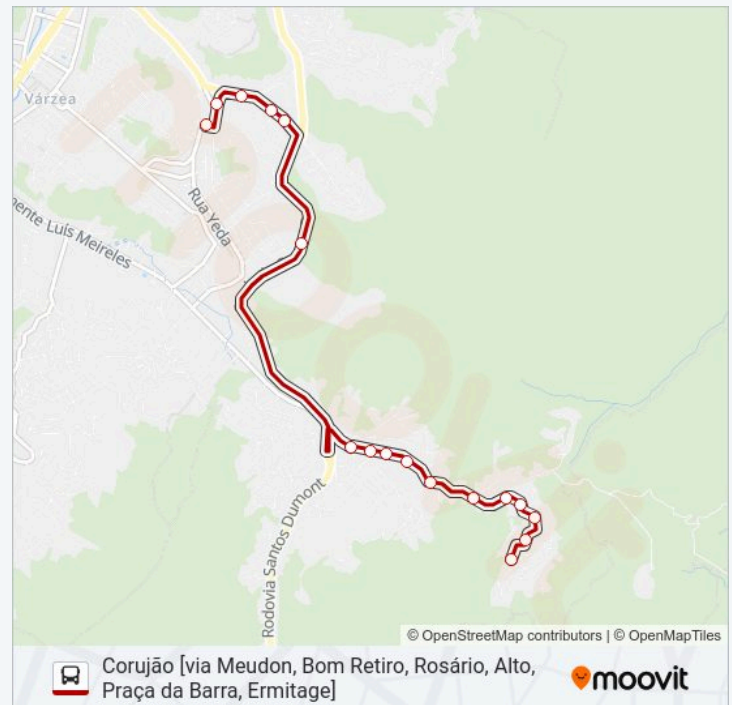 Várzea
Rua Yeda
nente Luís Meireles
Rodovia Santos Dumont
© OpenStreetMap contributors | © OpenMapTiles
Corujão [via Meudon, Bom Retiro, Rosário, Alto,
Praça da Barra, Ermitage]
moovit